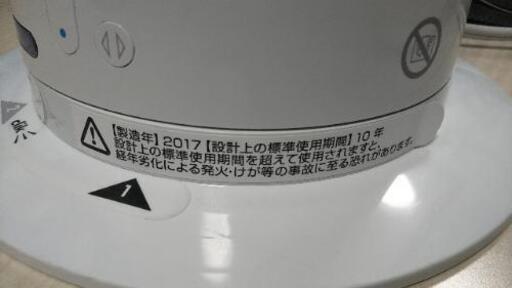 【製造年】2017【設計上の標準使用期間】10年
設計上の標準使用期間を超えて使用されますと、
経年劣化による発火・けが等の事故に至る恐れがあります。
1